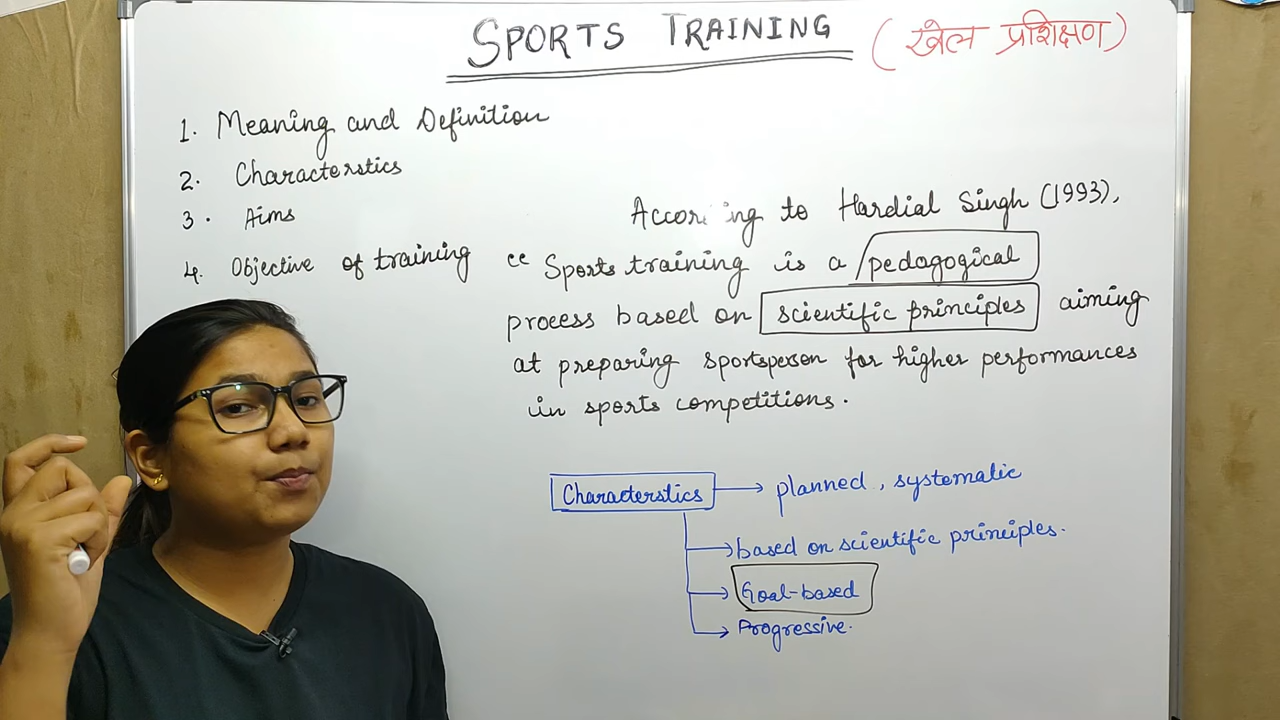 SPORTS TRAINING (खेल प्रशिक्षण)
1. Meaning and Definition
2. Characterstics
3. Aims
4. Objective of training
According to Hardial Singh (1993),
“ Sports training is a pedagogical
process based on scientific principles aiming
at preparing sportsperson for higher performances
in sports competitions.
Characterstics → planned, systematic
→ based on scientific principles.
→ Goal-based
→ Progressive.